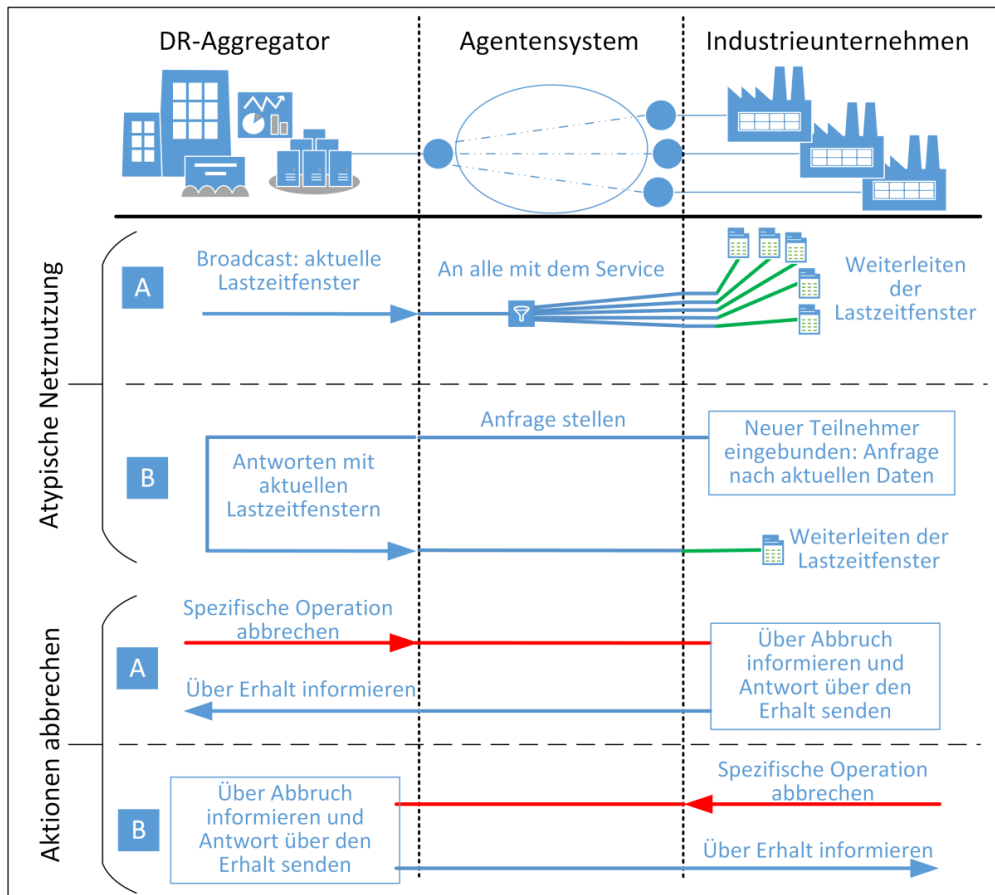 DR-Aggregator
Agentensystem
Industrieunternehmen
Atypische Netznutzung
A
Broadcast: aktuelle
Lastzeitfenster
An alle mit dem Service
Weiterleiten
der
Lastzeitfenster
B
Anfrage stellen
Neuer Teilnehmer
eingebunden: Anfrage
nach aktuellen Daten
Antworten mit
aktuellen
Lastzeitfenstern
Weiterleiten der
Lastzeitfenster
Aktionen abbrechen
A
Spezifische Operation
abbrechen
Über Abbruch
informieren und
Antwort über den
Erhalt senden
Über Erhalt informieren
B
Über Abbruch
informieren und
Antwort über den
Erhalt senden
Spezifische Operation
abbrechen
Über Erhalt informieren